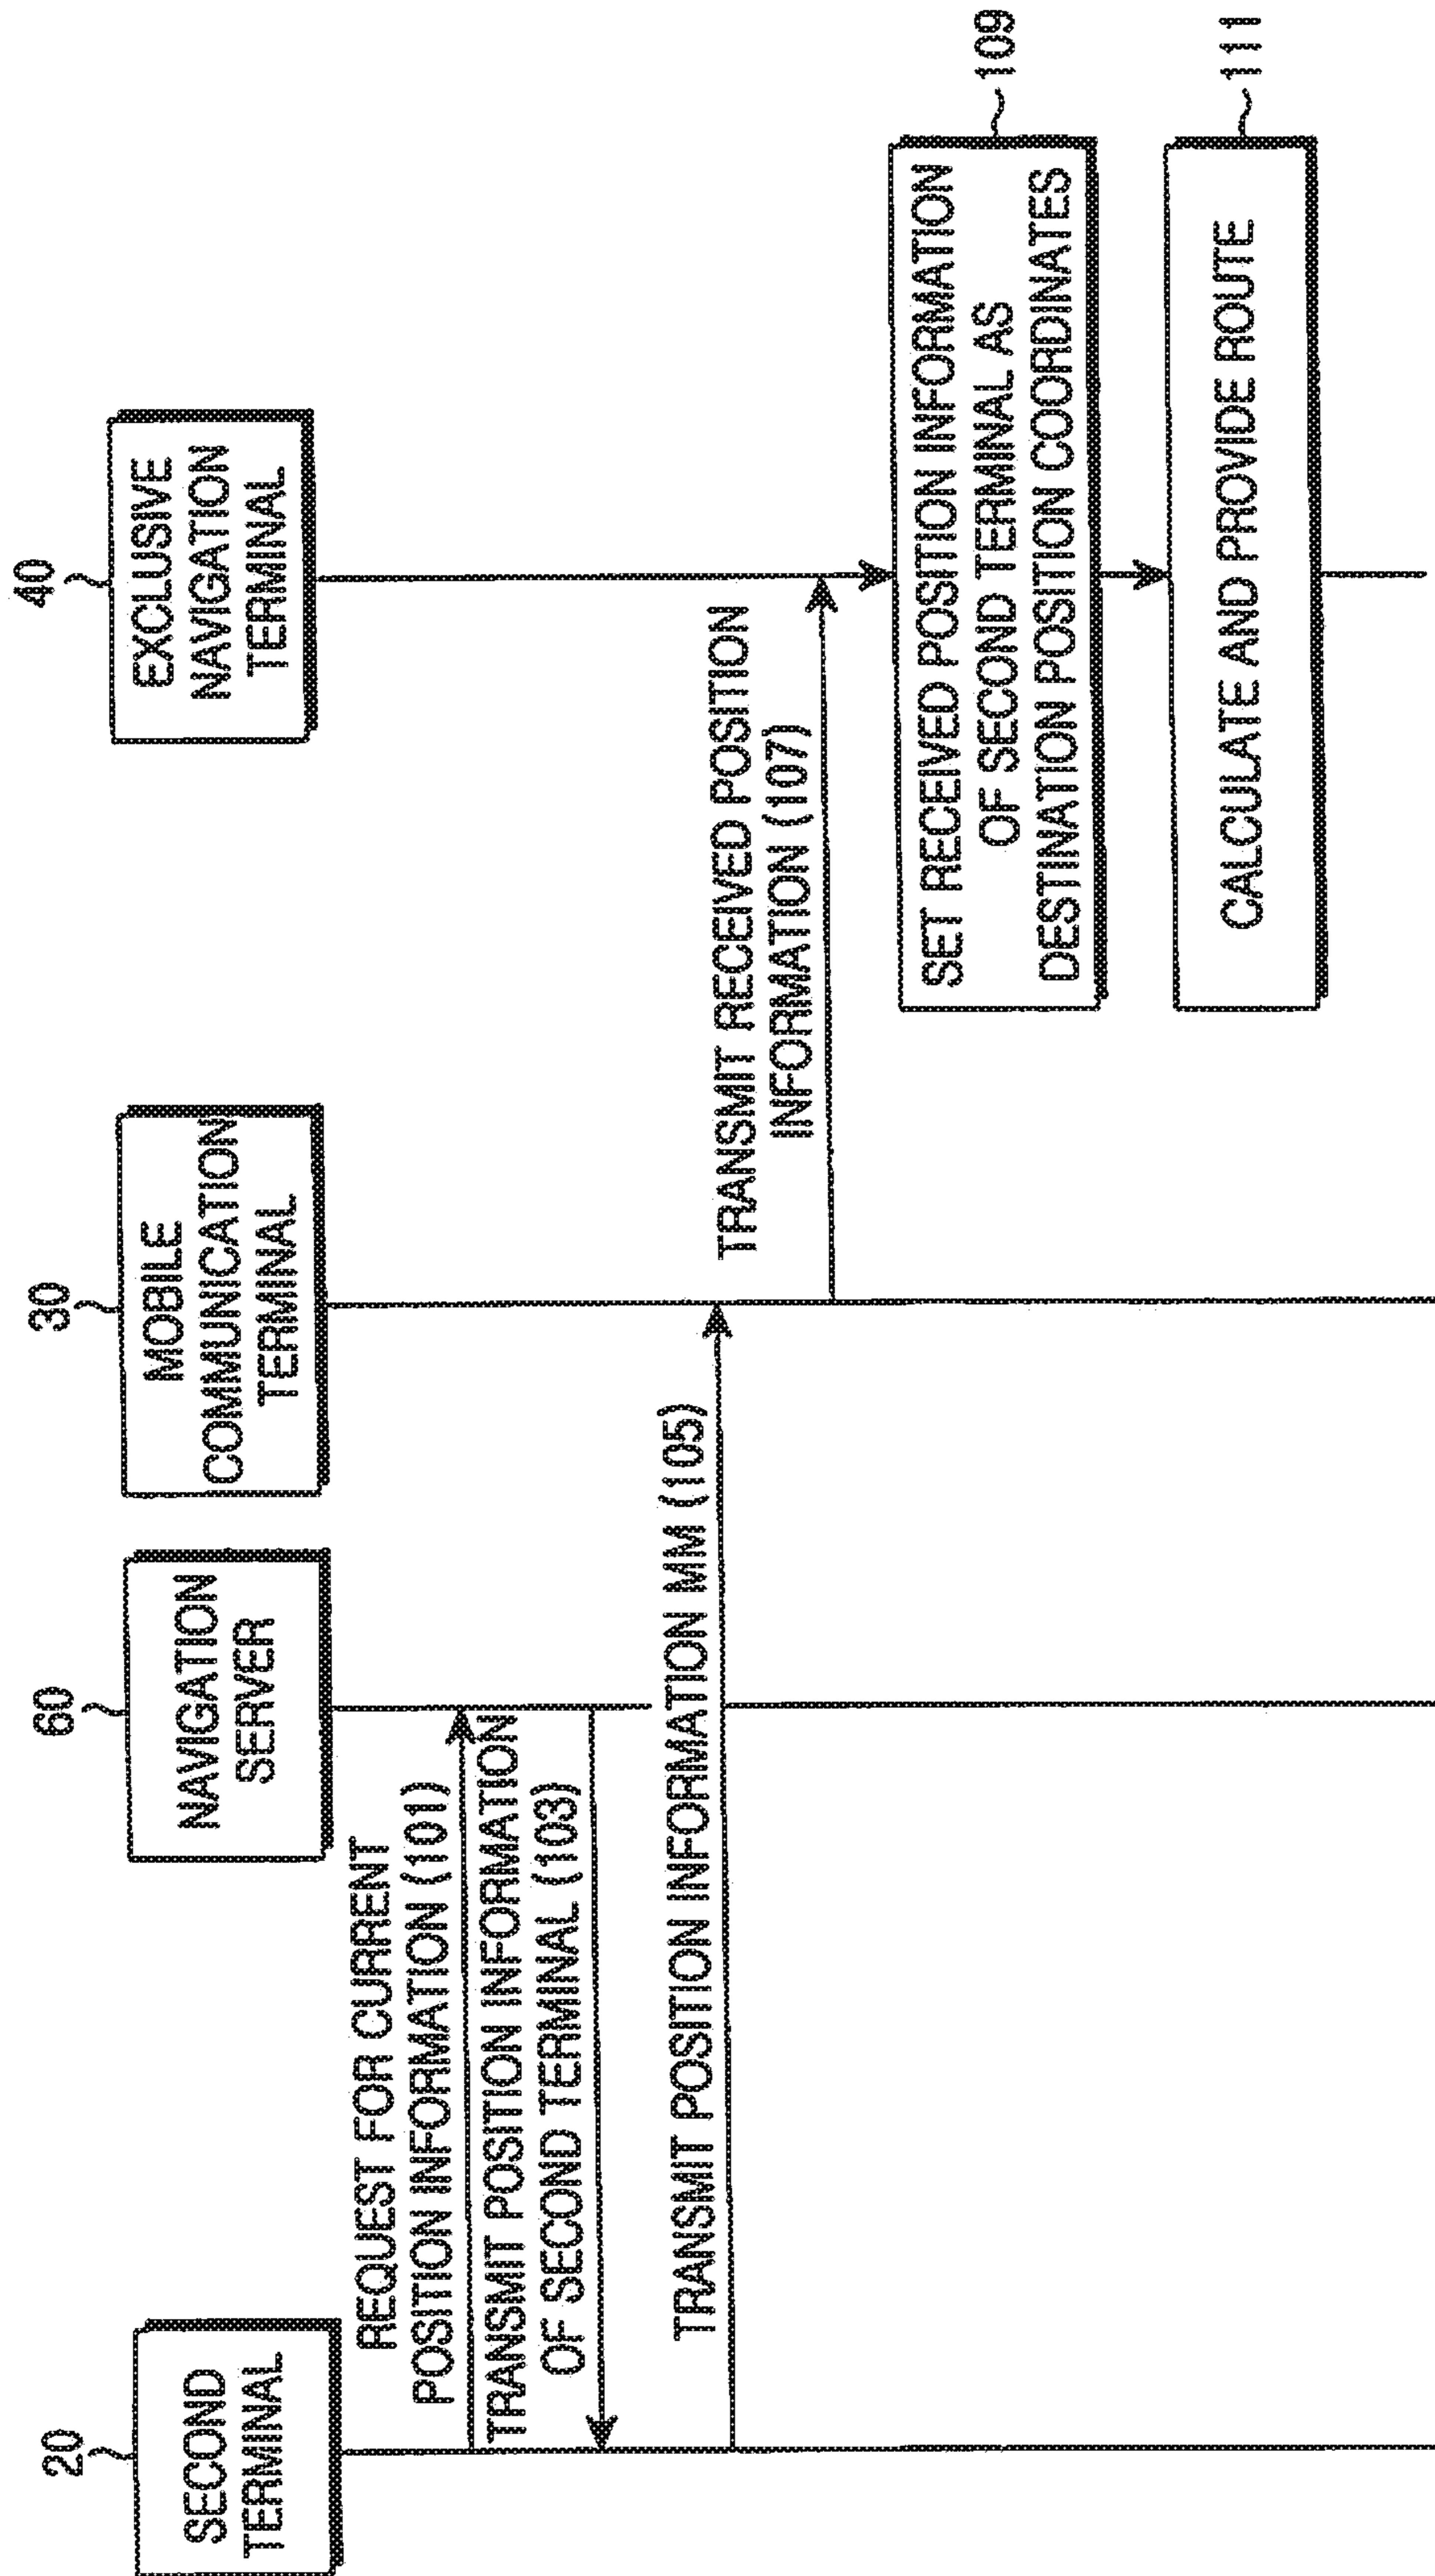 20
SECOND
TERMINAL
60
NAVIGATION
SERVER
30
MOBILE
COMMUNICATION
TERMINAL
40
EXCLUSIVE
NAVIGATION
TERMINAL
REQUEST FOR CURRENT
POSITION INFORMATION (101)
TRANSMIT POSITION INFORMATION
OF SECOND TERMINAL (103)
TRANSMIT POSITION INFORMATION MM (105)
TRANSMIT RECEIVED POSITION
INFORMATION (107)
SET RECEIVED POSITION INFORMATION
OF SECOND TERMINAL AS
DESTINATION POSITION COORDINATES
109
CALCULATE AND PROVIDE ROUTE
111